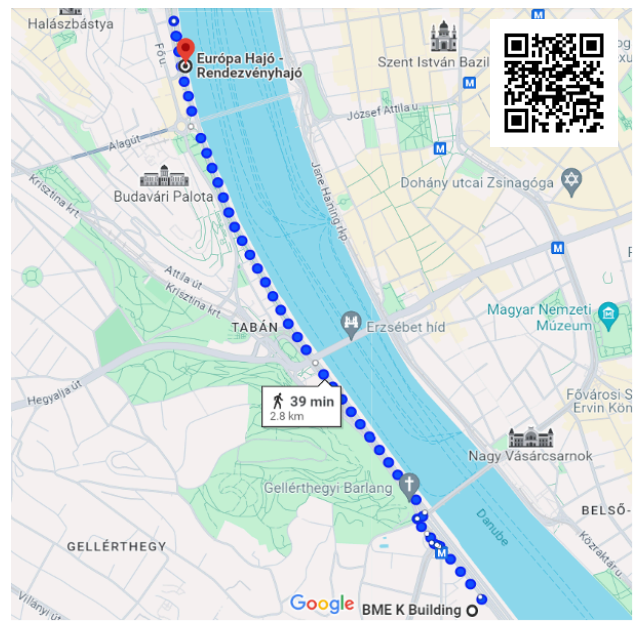 Halászbástya
Fő u
Európa Hajó -
Rendezvényhajó
Szent István Bazil
M
József Attila u
M
Alagút
Jane Haining rkp.
Dohány utcai Zsinagóga
Krisztina krt.
Budavári Palota
M
Attila út
Krisztina krt.
Magyar Nemzeti
Múzeum
TABÁN
Erzsébet híd
Hegyalja út
39 min
2.8 km
Fővárosi S
Ervin Kön
Nagy Vásárcsarnok
Gellérthegyi Barlang
BELSŐ-
Danube
Közraktár u
GELLÉRTHEGY
M
Villányi út
Google
BME K Building